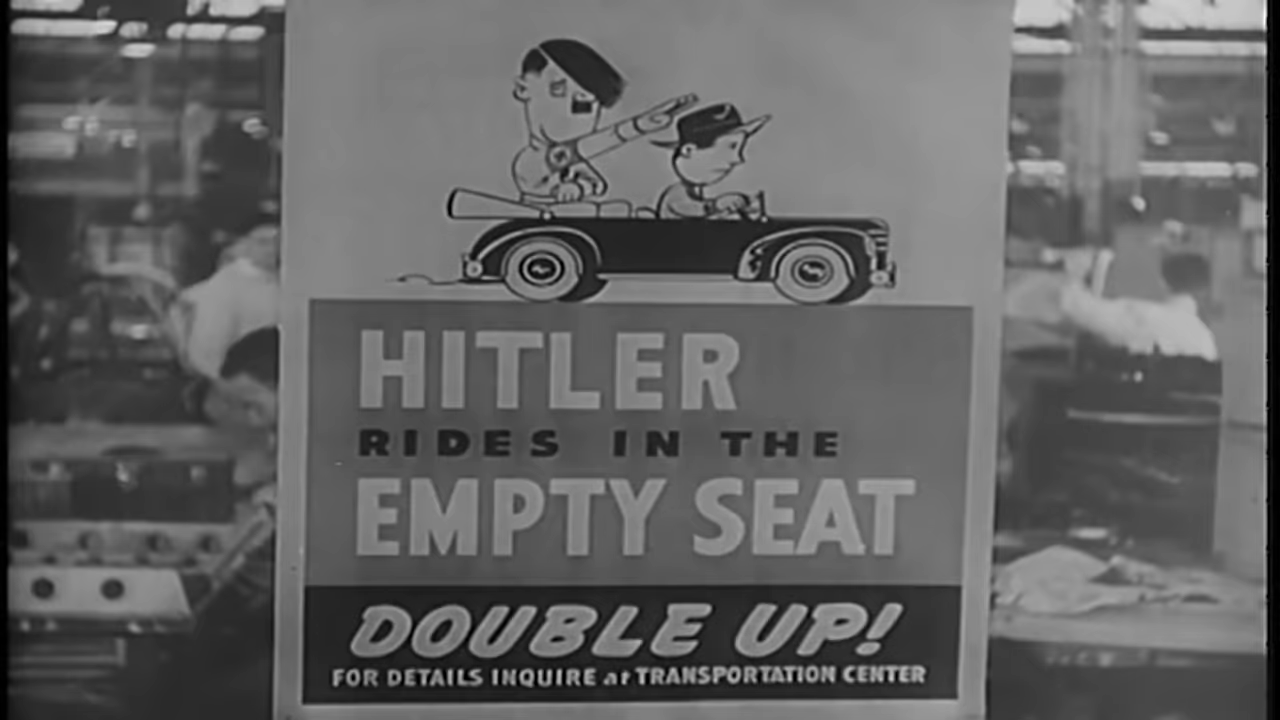 HITLER
RIDES IN THE
EMPTY SEAT
DOUBLE UP!
FOR DETAILS INQUIRE at TRANSPORTATION CENTER